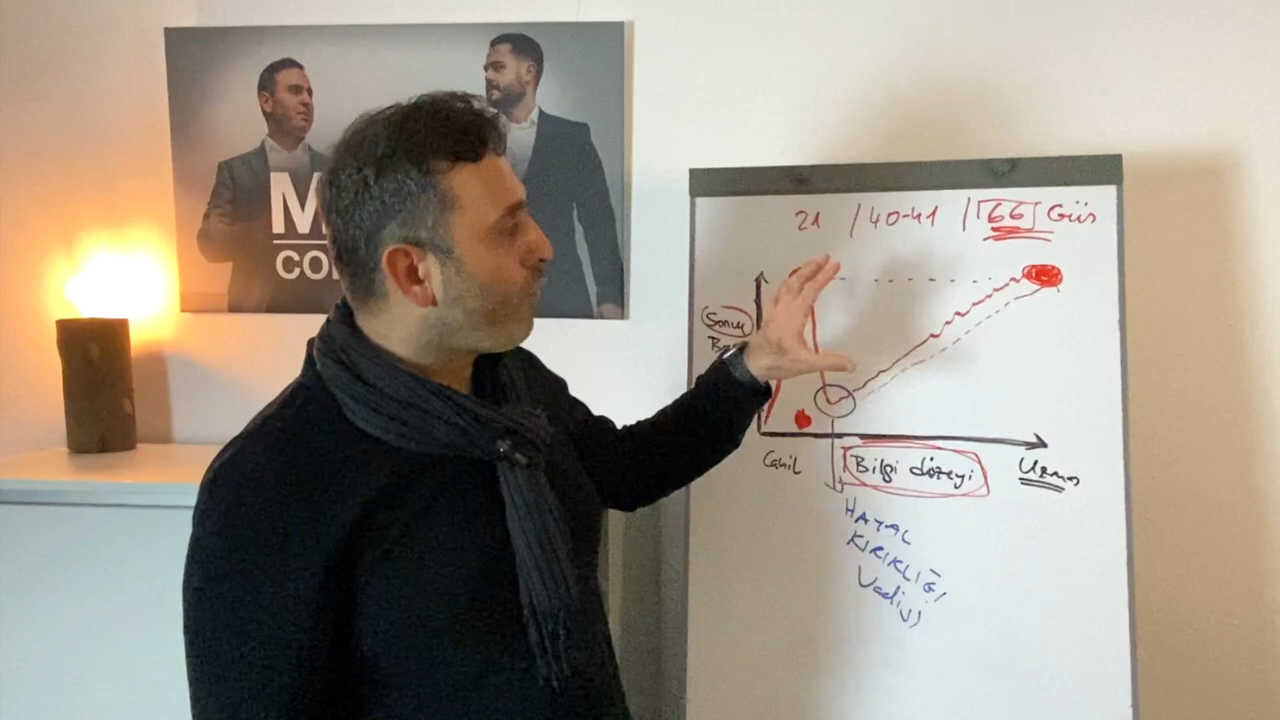 M
CO
21 / 40-41 / 66 Gün
Sonuç
Cahil
Bilgi düzeyi
Uzman
HAYAL
KIRIKLIĞI
Vadisi